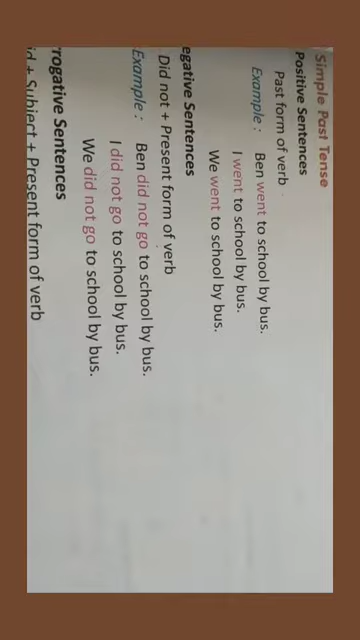 Simple Past Tense
Positive Sentences
Past form of verb
Example : Ben went to school by bus.
I went to school by bus.
We went to school by bus.
egative Sentences
Did not + Present form of verb
Example : Ben did not go to school by bus.
I did not go to school by bus.
We did not go to school by bus.
rogative Sentences
id + Subject + Present form of verb